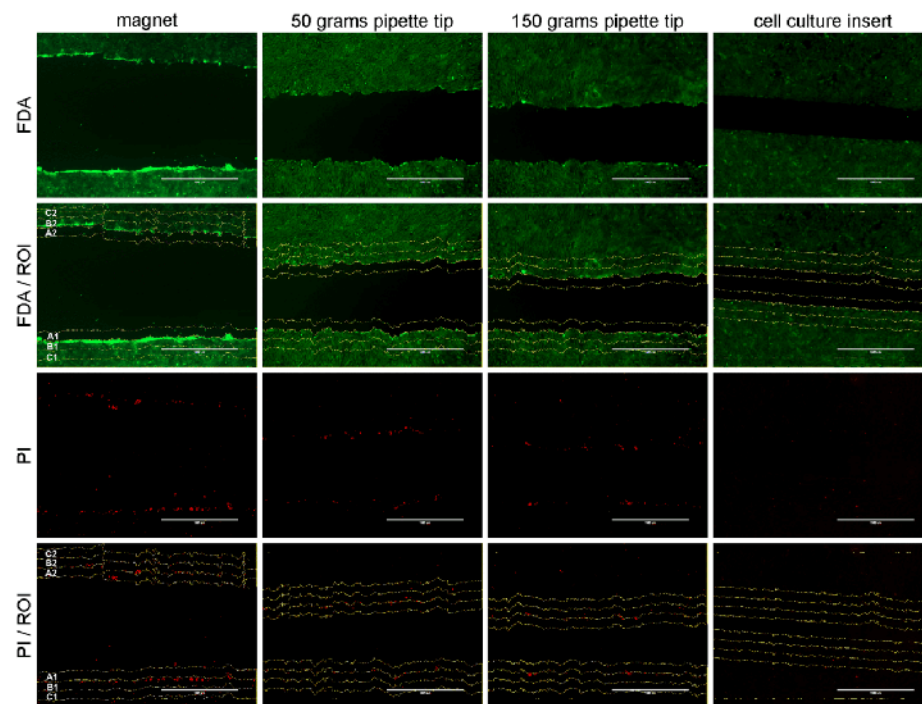 magnet 50 grams pipette tip 150 grams pipette tip cell culture insert
FDA
FDA / ROI
C2
B2
A2
A1
B1
C1
PI
PI / ROI
C2
B2
A2
A1
B1
C1